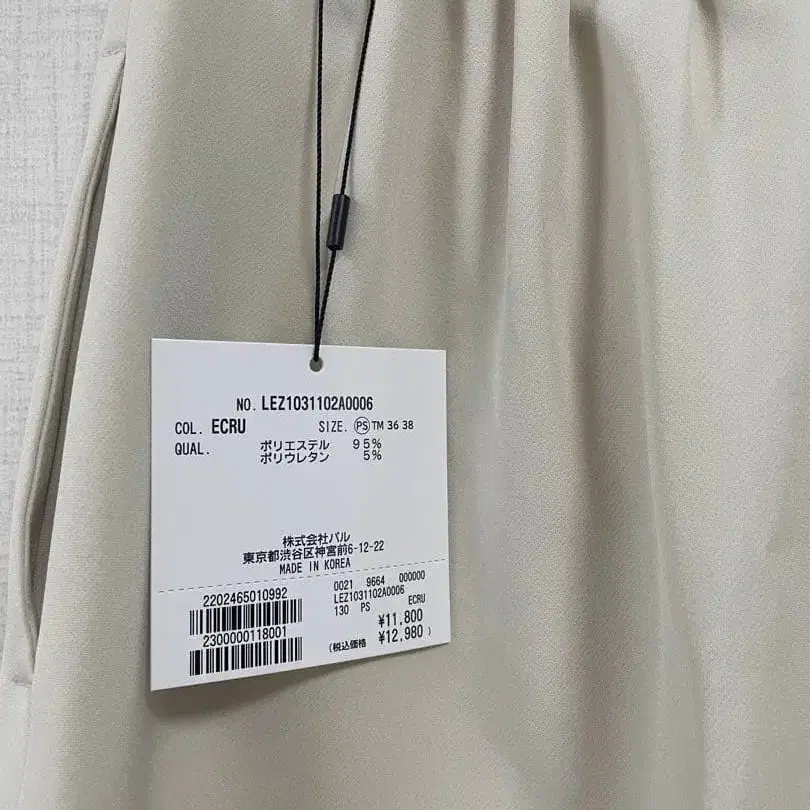 NO. LEZ1031102A0006
COL. ECRU SIZE. PS TM 36 38
QUAL. ポリエステル 95%
ポリウレタン 5%
株式会社パル
東京都渋谷区神宮前6-12-22
MADE IN KOREA
2202465010992
2300000118001
0021 9664 000000
LEZ1031102A0006
130 PS ECRU
¥11,800
(税込価格 ¥12,980)